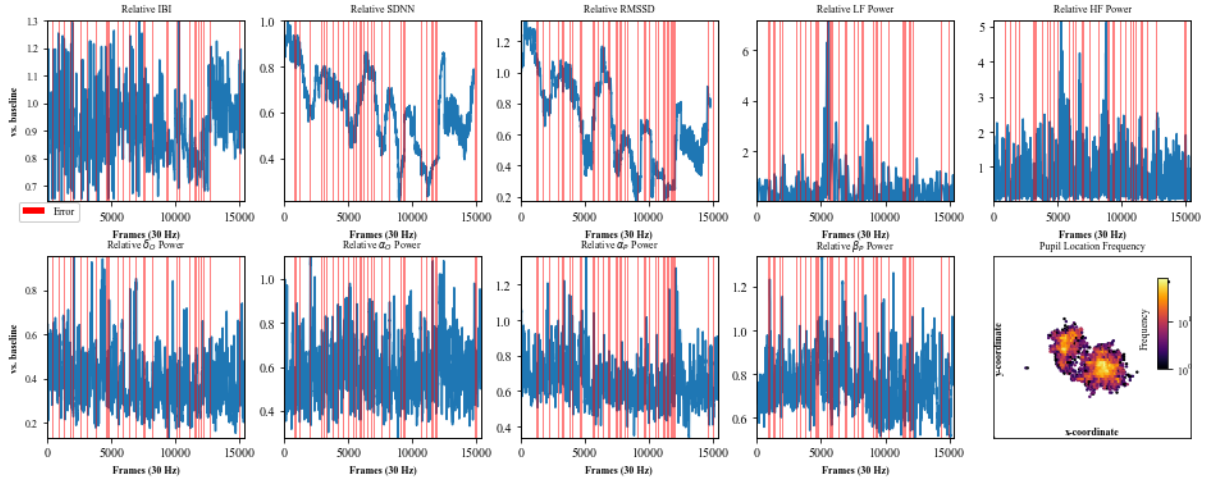 Relative IBI
Relative SDNN
Relative RMSSD
Relative LF Power
Relative HF Power
vs. baseline
1.3
1.2
1.1
1.0
0.9
0.8
0.7
1.0
0.8
0.6
0.4
1.2
1.0
0.8
0.6
0.4
0.2
6
4
2
0
5
4
3
2
1
Error
5000 10000 15000
0 5000 10000 15000
0 5000 10000 15000
0 5000 10000 15000
0 5000 10000 15000
Frames (30 Hz)
Frames (30 Hz)
Frames (30 Hz)
Frames (30 Hz)
Frames (30 Hz)
Relative δ_O Power
Relative α_O Power
Relative α_P Power
Relative β_P Power
Pupil Location Frequency
vs. baseline
0.8
0.6
0.4
0.2
1.0
0.8
0.6
0.4
1.2
1.0
0.8
0.6
0.4
1.2
1.0
0.8
0.6
y-coordinate
Frequency
10¹
10⁰
0 5000 10000 15000
0 5000 10000 15000
0 5000 10000 15000
0 5000 10000 15000
x-coordinate
Frames (30 Hz)
Frames (30 Hz)
Frames (30 Hz)
Frames (30 Hz)